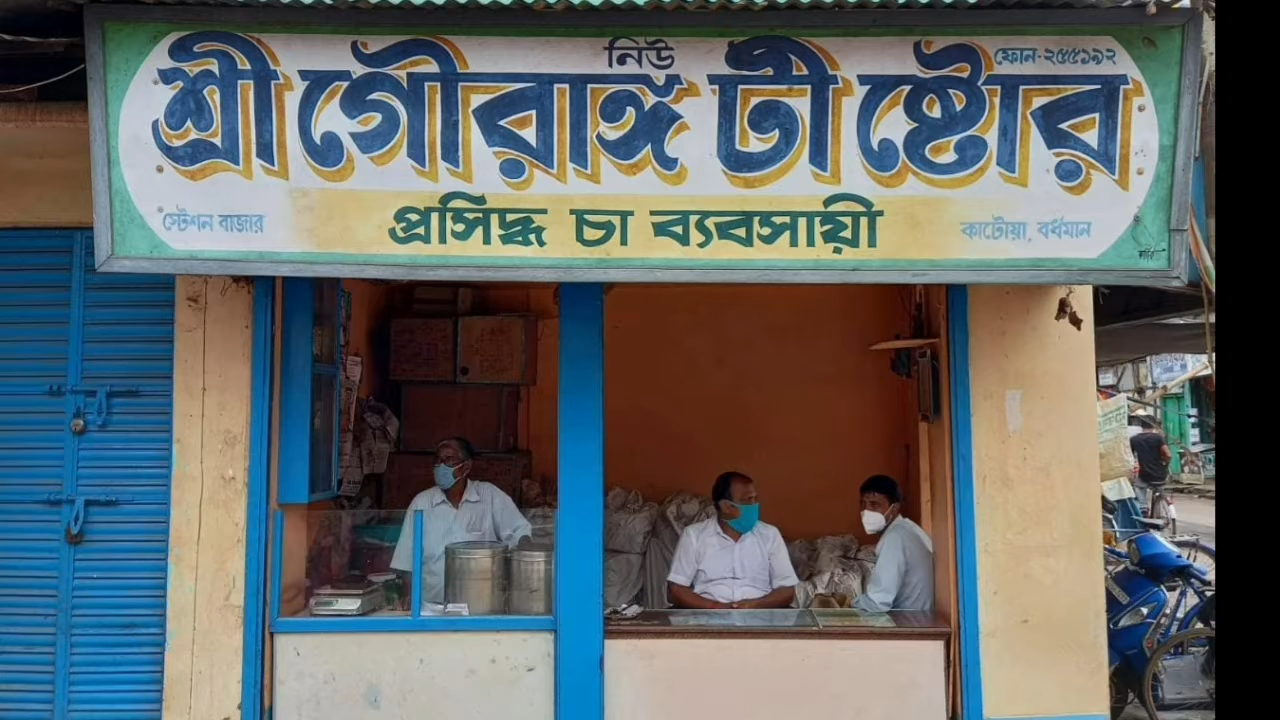 নিউ
ফোন-২৫৫১৯২
শ্রী গৌরাঙ্গ টী ষ্টোর
প্রসিদ্ধ চা ব্যবসায়ী
স্টেশন বাজার
কাটোয়া, বর্ধমান